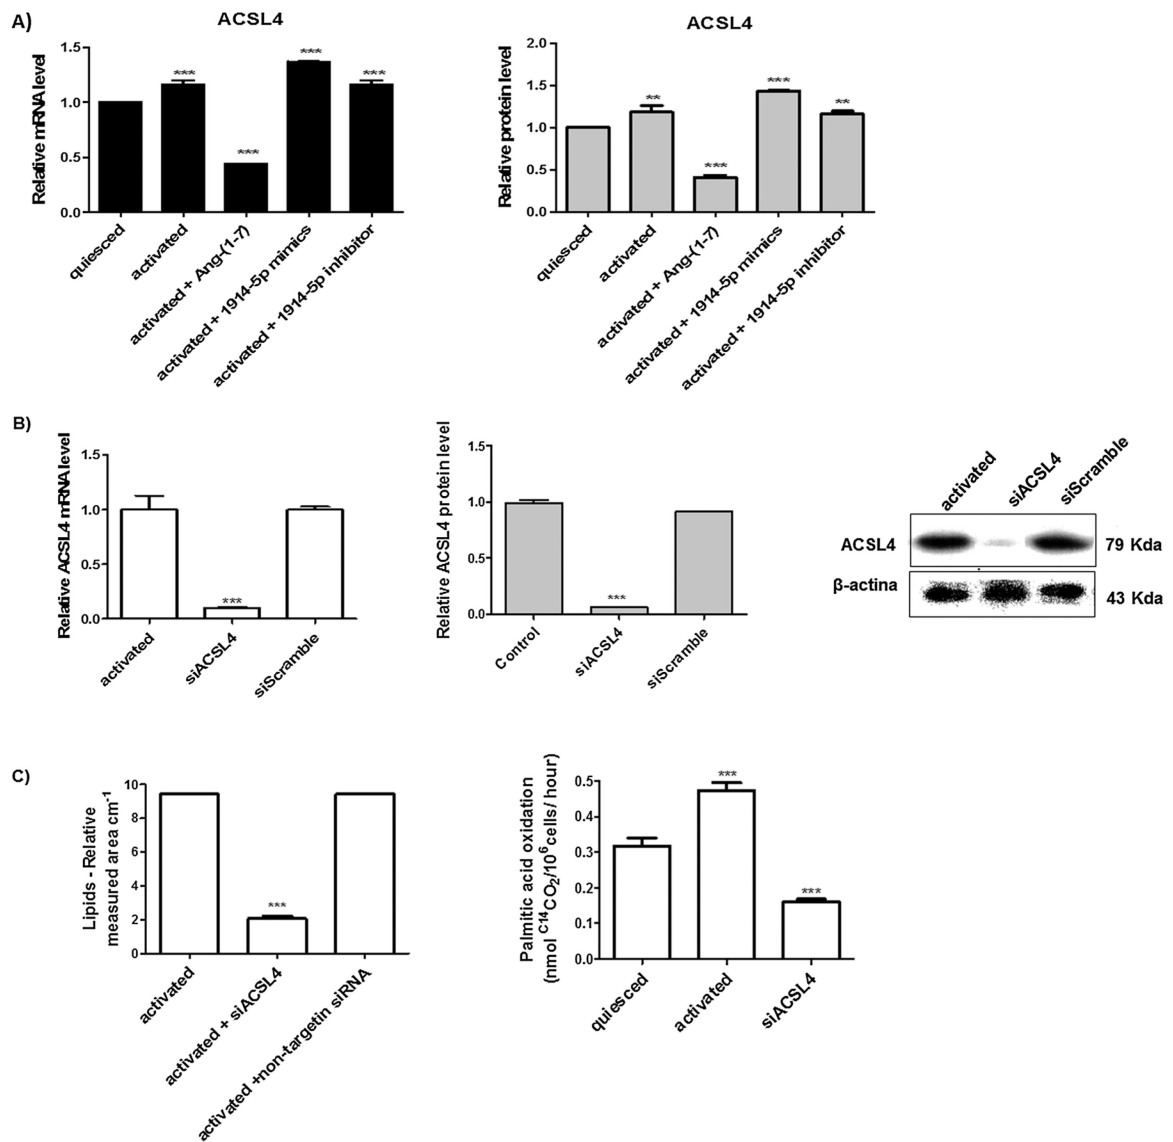 A)
ACSL4
Relative mRNA level
1.5
1.0
0.5
0.0
***
***
***
***
quiesced
activated
activated + Ang-(1-7)
activated + 1914-5p mimics
activated + 1914-5p inhibitor
ACSL4
Relative protein level
2.0
1.5
1.0
0.5
0.0
**
***
***
**
quiesced
activated
activated + Ang-(1-7)
activated + 1914-5p mimics
activated + 1914-5p inhibitor
B)
Relative ACSL4 mRNA level
1.5
1.0
0.5
0.0
***
activated
siACSL4
siScramble
Relative ACSL4 protein level
1.5
1.0
0.5
0.0
***
Control
siACSL4
siScramble
activated
siACSL4
siScramble
ACSL4
79 Kda
β-actina
43 Kda
C)
Lipids - Relative
measured area cm-1
10
8
6
4
2
0
***
activated
activated + siACSL4
activated +non-targetin siRNA
Palmitic acid oxidation
(nmol C14CO2/10^6cells/ hour)
0.5
0.4
0.3
0.2
0.1
0.0
***
***
quiesced
activated
siACSL4